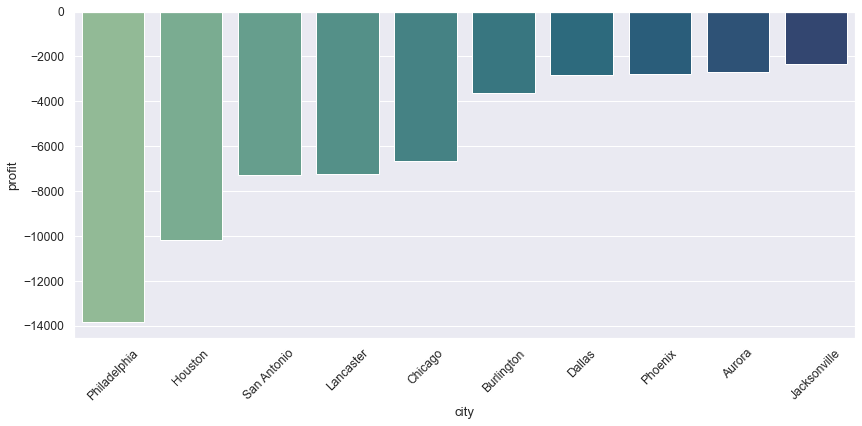 0
−2000
−4000
−6000
−8000
−10000
−12000
−14000
profit
Philadelphia
Houston
San Antonio
Lancaster
Chicago
Burlington
Dallas
Phoenix
Aurora
Jacksonville
city